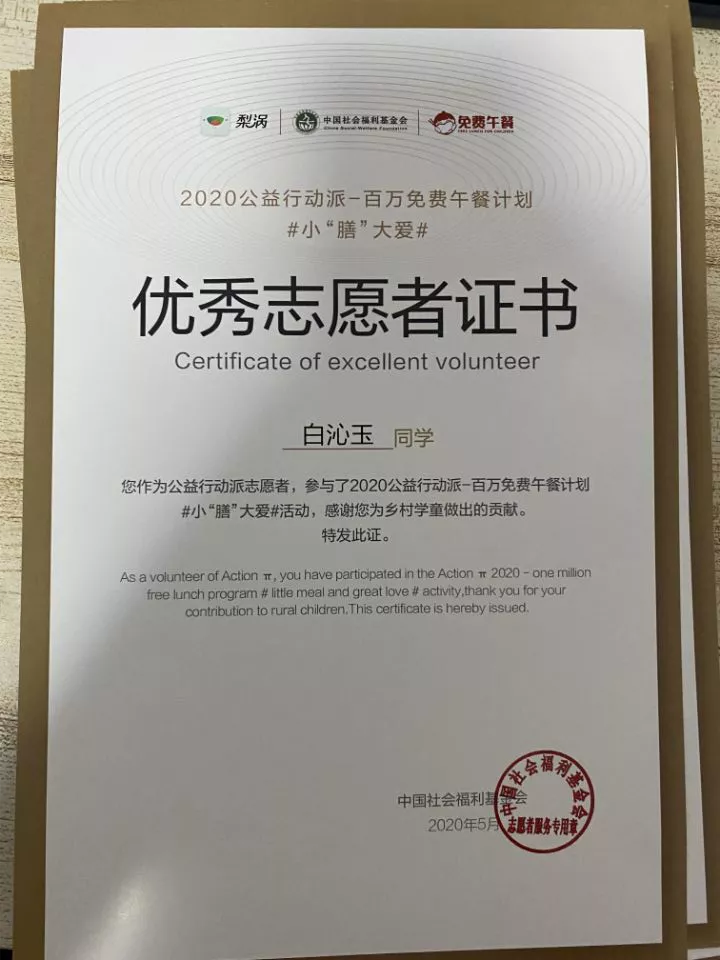 梨涡
中国社会福利基金会
China Social Welfare Foundation
免费午餐
FREE LUNCH FOR CHILDREN
2020公益行动派-百万免费午餐计划
#小“膳”大爱#
优秀志愿者证书
Certificate of excellent volunteer
白沁玉 同学
您作为公益行动派志愿者，参与了2020公益行动派-百万免费午餐计划
#小“膳”大爱#活动，感谢您为乡村学童做出的贡献。
特发此证。
As a volunteer of Action π, you have participated in the Action π 2020 - one million
free lunch program # little meal and great love # activity,thank you for your
contribution to rural children.This certificate is hereby issued.
中国社会福利基金会
2020年5月
中国社会福利基金会
志愿者服务专用章